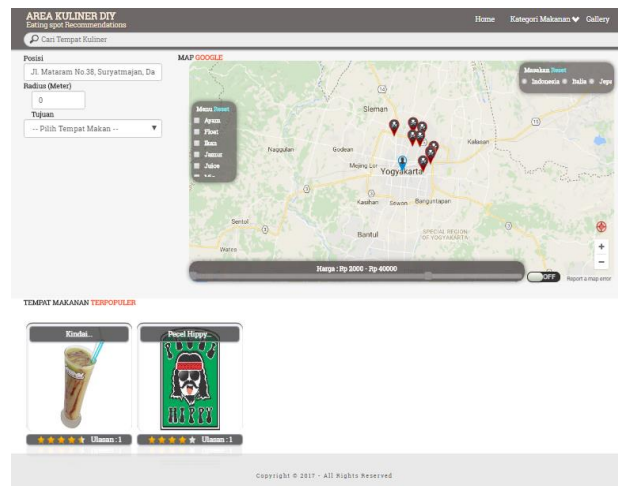 AREA KULINER DIY
Eating spot Recommendations
Home Kategori Makanan Gallery
Cari Tempat Kuliner
Posisi
Jl. Mataram No.38, Suryatmajan, Da
Radius (Meter)
0
Tujuan
-- Pilih Tempat Makan --
MAP GOOGLE
Masakan Reset
Indonesia Italia Jepa
Menu Reset
Ayam
Float
Ikan
Jamur
Juice
Sleman
Kalasan
Naggulan
Godean
Mejing Lor
Yogyakarta
Kasihan
Sewon
Banguntapan
Sentol
Bantul
SPECIAL REGION
OF YOGYAKARTA
Wates
Harga : Rp 2000 - Rp 40000
OFF
Report a map error
TEMPAT MAKANAN TERPOPULER
Kindai...
Pecel Hippy...
HIPPY
Ulasan : 1
Ulasan : 1
Copyright © 2017 - All Rights Reserved